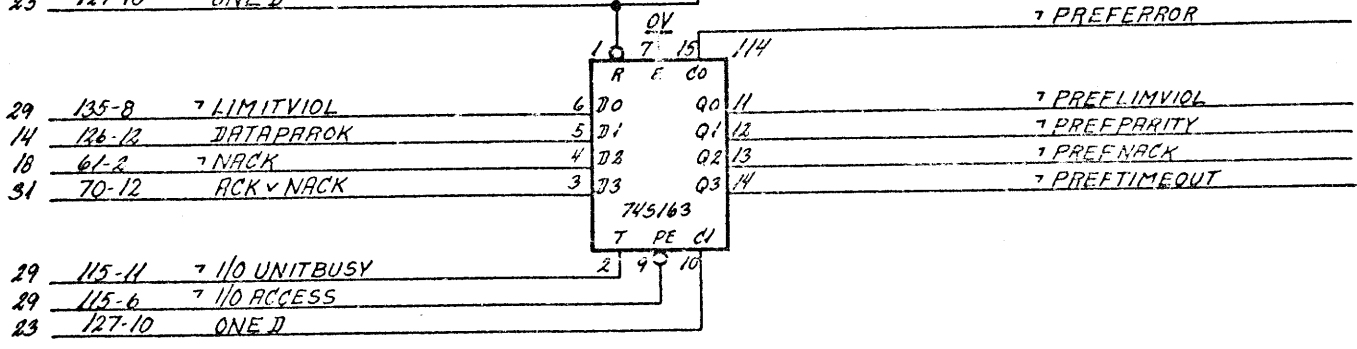 23 127-10 ONE D
¬ PREFERROR
0V
1 7 15 114
R E C0
29 135-8 ¬ LIMITVIOL 6 D0 Q0 11 ¬ PREFLIMVIOL
14 126-12 DATAPAROK 5 D1 Q1 12 ¬ PREFPARITY
18 61-2 ¬ NACK 4 D2 Q2 13 ¬ PREFNACK
31 70-12 ACK ∨ NACK 3 D3 Q3 14 ¬ PREFTIMEOUT
74S163
T PE CI
29 115-11 ¬ I/O UNITBUSY 2 9 10
29 115-6 ¬ I/O ACCESS
23 127-10 ONE D